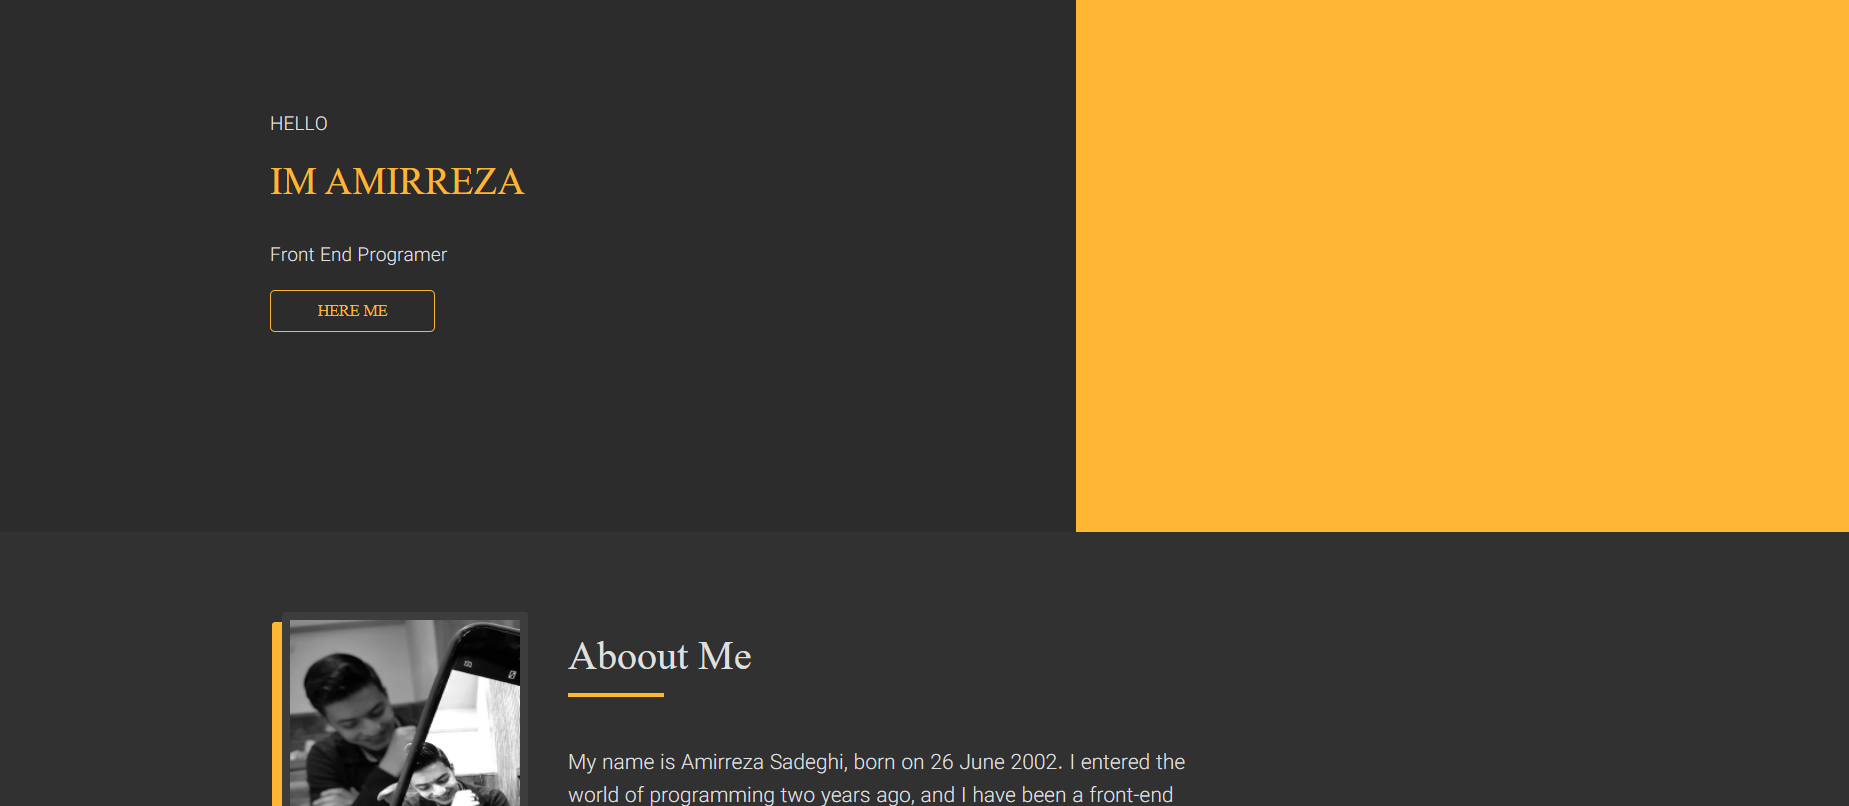 HELLO
IM AMIRREZA
Front End Programer
HERE ME
Aboout Me
My name is Amirreza Sadeghi, born on 26 June 2002. I entered the
world of programming two years ago, and I have been a front-end